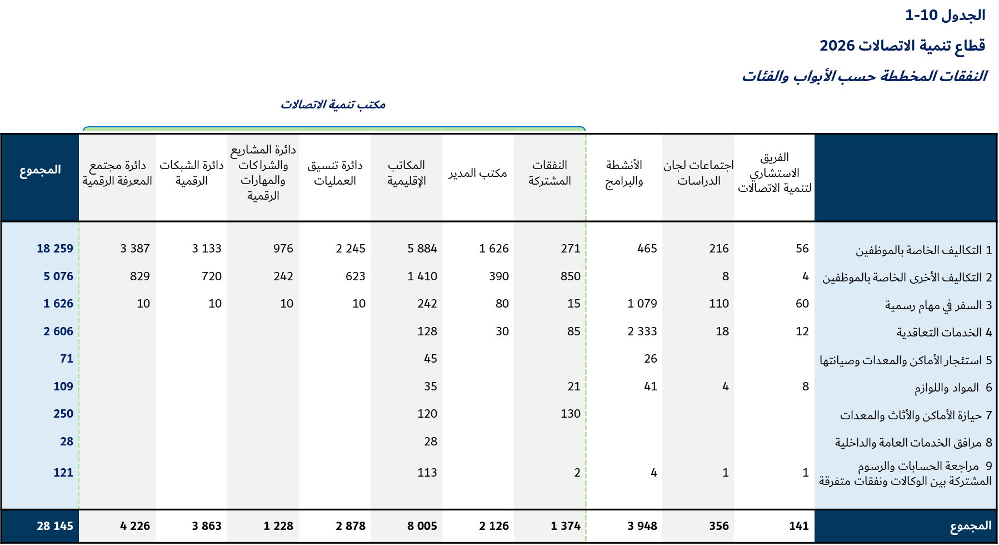 الجدول 10-1
قطاع تنمية الاتصالات 2026
النفقات المخططة حسب الأبواب والفئات
مكتب تنمية الاتصالات
الفريق
الاستشاري
لتنمية الاتصالات
اجتماعات لجان
الدراسات
الأنشطة
والبرامج
النفقات
المشتركة
مكتب المدير
المكاتب
الإقليمية
دائرة تنسيق
العمليات
دائرة المشاريع
والشراكات
والمهارات
الرقمية
دائرة الشبكات
الرقمية
دائرة مجتمع
المعرفة الرقمية
المجموع
1 التكاليف الخاصة بالموظفين 56 216 465 271 1 626 5 884 2 245 976 3 133 3 387 18 259
2 التكاليف الأخرى الخاصة بالموظفين 4 8 850 390 1 410 623 242 720 829 5 076
3 السفر في مهام رسمية 60 110 1 079 15 80 242 10 10 10 10 1 626
4 الخدمات التعاقدية 12 18 2 333 85 30 128 2 606
5 استئجار الأماكن والمعدات وصيانتها 26 45 71
6 المواد واللوازم 8 4 41 21 35 109
7 حيازة الأماكن والأثاث والمعدات 130 120 250
8 مرافق الخدمات العامة والداخلية 28 28
9 مراجعة الحسابات والرسوم
المشتركة بين الوكالات ونفقات متفرقة 1 1 4 2 113 121
المجموع 141 356 3 948 1 374 2 126 8 005 2 878 1 228 3 863 4 226 28 145